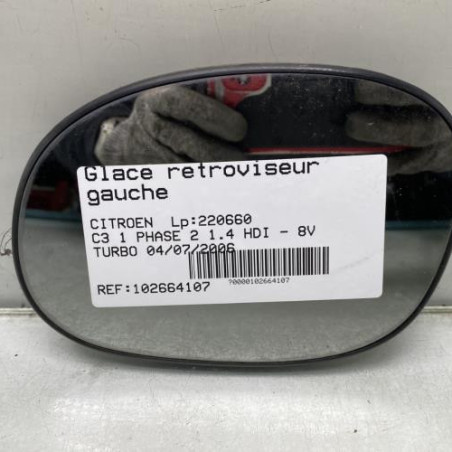 Glace retroviseur
gauche
CITROEN Lp:220660
C3 1 PHASE 2 1.4 HDI - 8V
TURBO 04/07/2006
REF:102664107
70000102664107